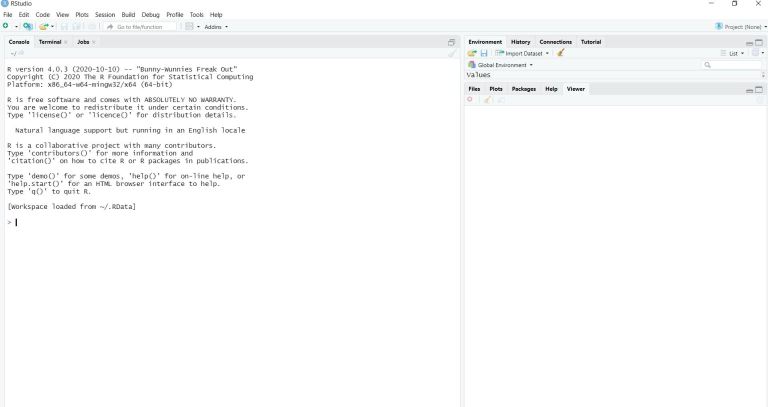 RStudio
File Edit Code View Plots Session Build Debug Profile Tools Help
Go to file/function Addins Project: (None)
Console Terminal × Jobs ×
~/
R version 4.0.3 (2020-10-10) -- "Bunny-Wunnies Freak Out"
Copyright (C) 2020 The R Foundation for Statistical Computing
Platform: x86_64-w64-mingw32/x64 (64-bit)
R is free software and comes with ABSOLUTELY NO WARRANTY.
You are welcome to redistribute it under certain conditions.
Type 'license()' or 'licence()' for distribution details.
Natural language support but running in an English locale
R is a collaborative project with many contributors.
Type 'contributors()' for more information and
'citation()' on how to cite R or R packages in publications.
Type 'demo()' for some demos, 'help()' for on-line help, or
'help.start()' for an HTML browser interface to help.
Type 'q()' to quit R.
[Workspace loaded from ~/.RData]
>
Environment History Connections Tutorial
Import Dataset List
Global Environment
Values
Files Plots Packages Help Viewer